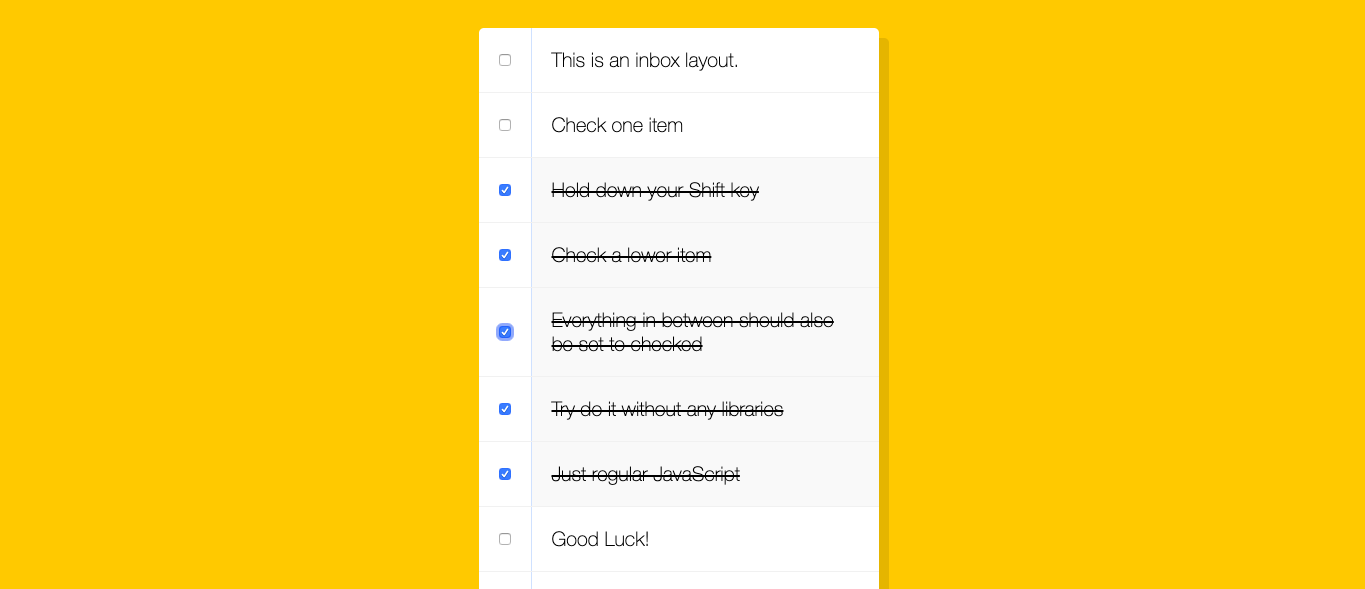 This is an inbox layout.
Check one item
Hold down your Shift key
Check a lower item
Everything in between should also
be set to checked
Try do it without any libraries
Just regular JavaScript
Good Luck!